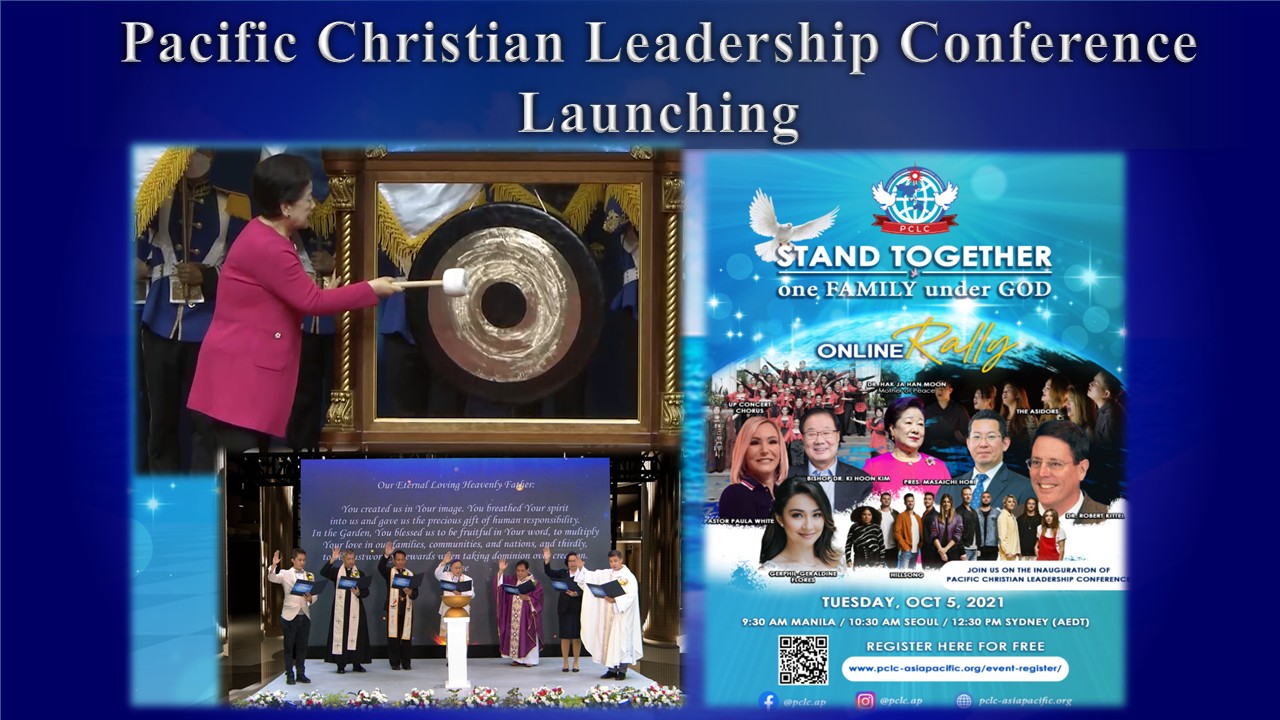 Pacific Christian Leadership Conference
Launching
Our Eternal Loving Heavenly Father:
You created us in Your image. You breathed Your spirit
into us and gave us the precious gift of human responsibility.
In the Garden, You blessed us to be fruitful in Your word, to multiply
Your love in our families, communities, and nations, and thirdly,
when taking dominion
PCLC
STAND TOGETHER
one FAMILY under GOD
ONLINE Rally
UP CONCERT
CHORUS
DR. HAK JA HAN MOON
Mother of Peace
THE ASIDORS
PASTOR PAULA WHITE
BISHOP DR. KI HOON KIM
PRES. MASAICHI HORI
DR. ROBERT KITTEL
GERPHIL GERALDINE
FLORES
HILLSONG
JOIN US ON THE INAUGURATION OF
PACIFIC CHRISTIAN LEADERSHIP CONFERENCE
TUESDAY, OCT 5, 2021
9:30 AM MANILA / 10:30 AM SEOUL / 12:30 PM SYDNEY (AEDT)
REGISTER HERE FOR FREE
www.pclc-asiapacific.org/event-register/
@pclc.ap
@pclc.ap
pclc-asiapacific.org